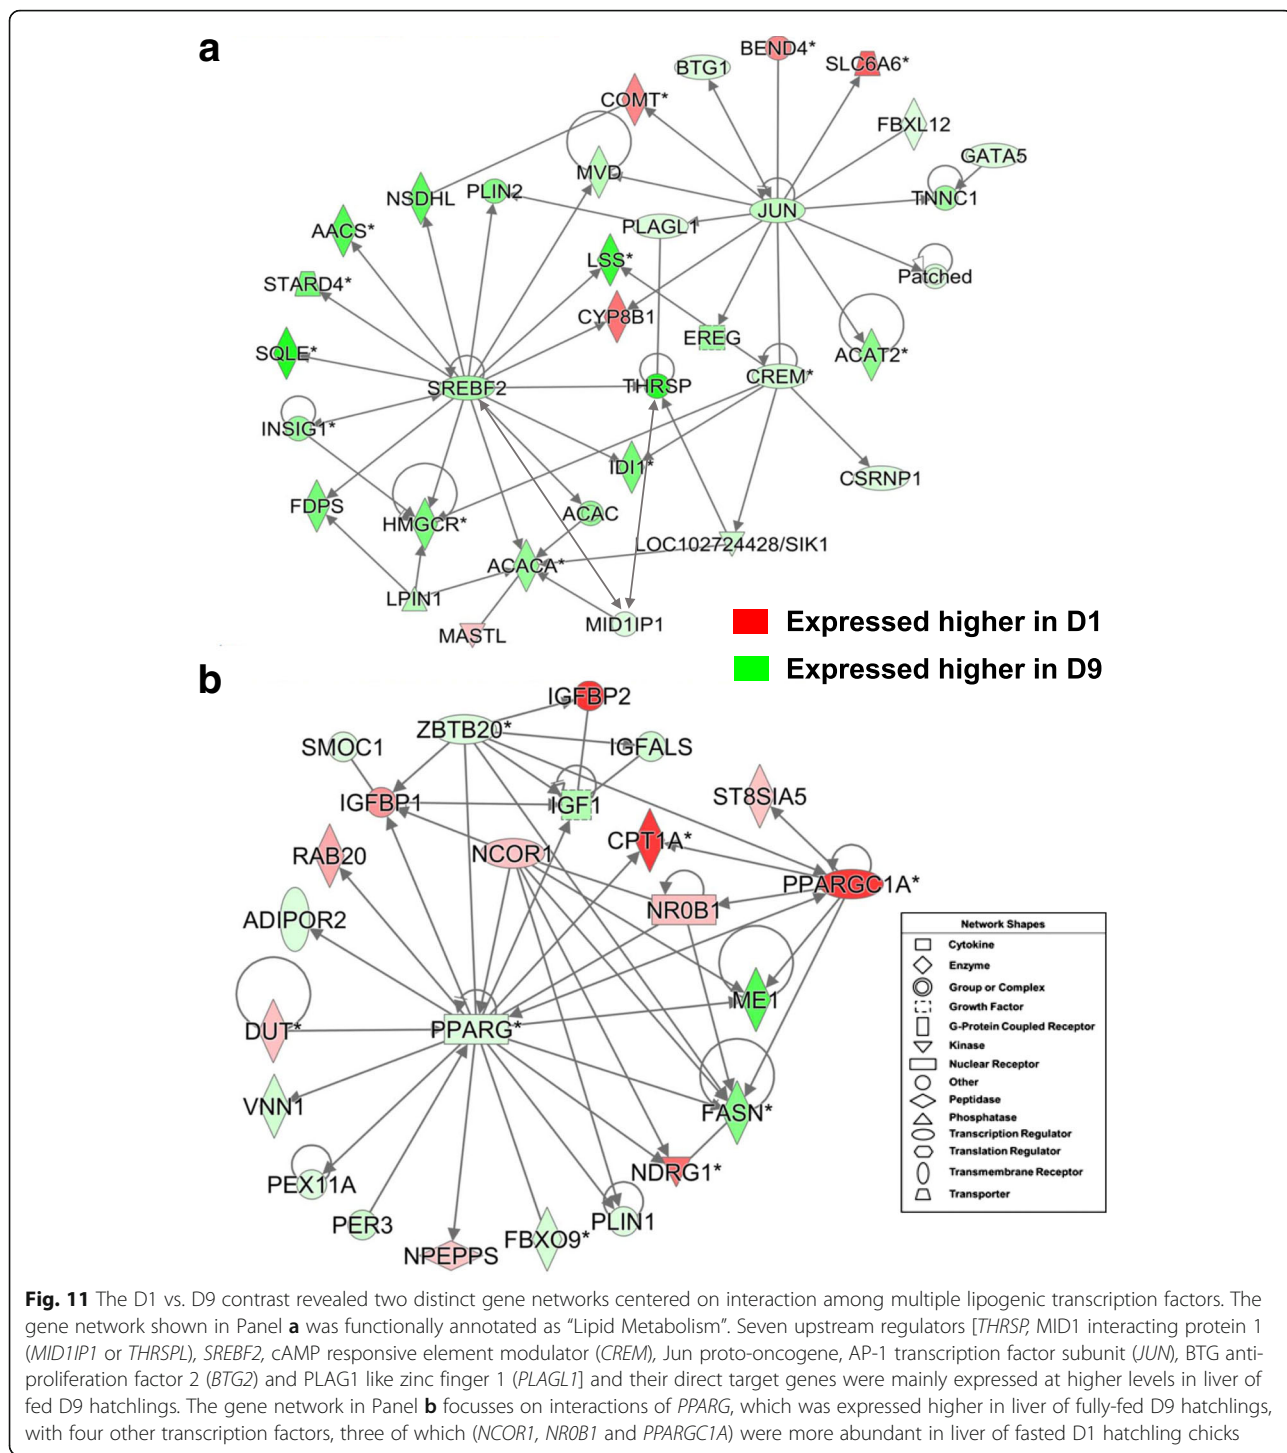 a
BEND4*
BTG1
SLC6A6*
COMT*
FBXL12
GATA5
MVD
NSDHL
PLIN2
TNNC1
JUN
PLAGL1
AACS*
LSS*
Patched
STARD4*
CYP8B1
EREG
SQLE*
ACAT2*
CREM*
SREBF2
THRSP
INSIG1*
IDI1*
CSRNP1
FDPS
HMGCR*
ACAC
LOC102724428/SIK1
ACACA*
LPIN1
MASTL
MID1IP1
Expressed higher in D1
Expressed higher in D9
b
IGFBP2
ZBTB20*
SMOC1
IGFALS
ST8SIA5
IGFBP1
IGF1
CPT1A*
RAB20
NCOR1
PPARGC1A*
NR0B1
ADIPOR2
ME1
DUT*
PPARG*
VNN1
FASN*
NDRG1*
PEX11A
PER3
PLIN1
FBXO9*
NPEPPS
Network Shapes
Cytokine
Enzyme
Group or Complex
Growth Factor
G-Protein Coupled Receptor
Kinase
Nuclear Receptor
Other
Peptidase
Phosphatase
Transcription Regulator
Translation Regulator
Transmembrane Receptor
Transporter
Fig. 11 The D1 vs. D9 contrast revealed two distinct gene networks centered on interaction among multiple lipogenic transcription factors. The
gene network shown in Panel a was functionally annotated as “Lipid Metabolism”. Seven upstream regulators [THRSP, MID1 interacting protein 1
(MID1IP1 or THRSPL), SREBF2, cAMP responsive element modulator (CREM), Jun proto-oncogene, AP-1 transcription factor subunit (JUN), BTG anti-
proliferation factor 2 (BTG2) and PLAG1 like zinc finger 1 (PLAGL1] and their direct target genes were mainly expressed at higher levels in liver of
fed D9 hatchlings. The gene network in Panel b focusses on interactions of PPARG, which was expressed higher in liver of fully-fed D9 hatchlings,
with four other transcription factors, three of which (NCOR1, NR0B1 and PPARGC1A) were more abundant in liver of fasted D1 hatchling chicks